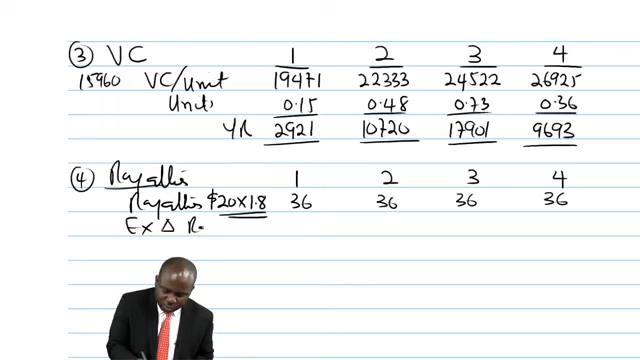 ③ VC 1 2 3 4
15960 VC/Unit 19471 22333 24522 26925
Units 0.15 0.48 0.73 0.36
YR 2921 10720 17901 9693
④ Royalties 1 2 3 4
Royalties $20×1.8 36 36 36 36
Ex Δ R